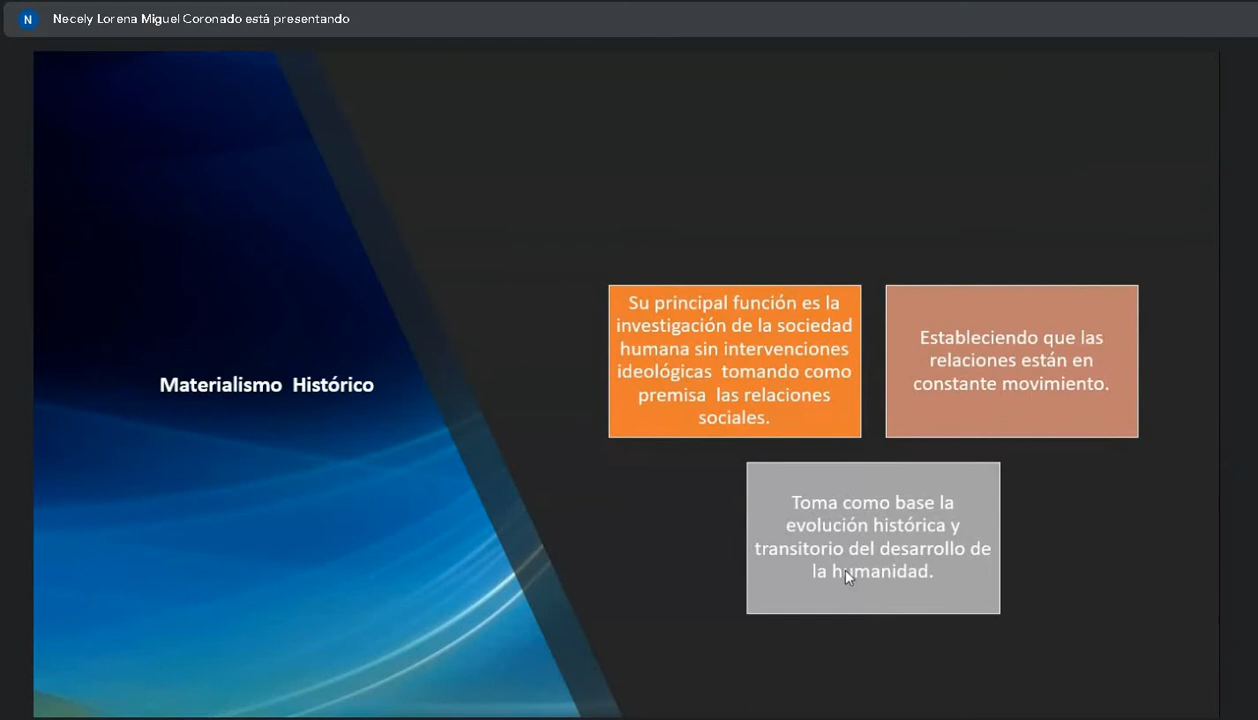 N
Necely Lorena Miguel Coronado está presentando
Materialismo Histórico
Su principal función es la
investigación de la sociedad
humana sin intervenciones
ideológicas tomando como
premisa las relaciones
sociales.
Estableciendo que las
relaciones están en
constante movimiento.
Toma como base la
evolución histórica y
transitorio del desarrollo de
la humanidad.